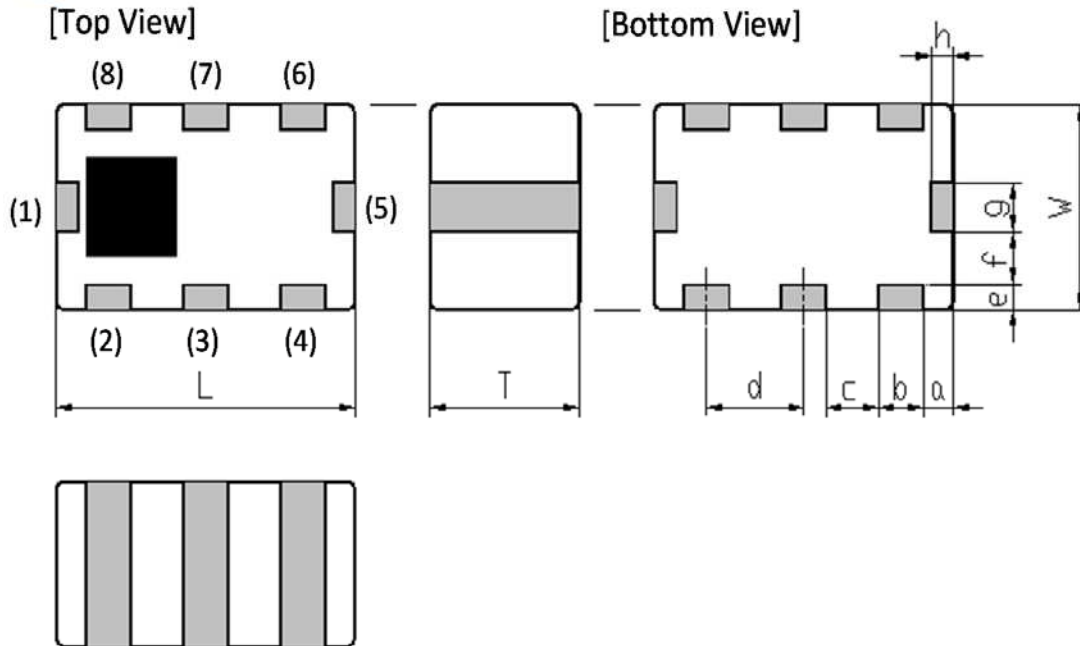 [Top View]
[Bottom View]
h
(8) (7) (6)
(1)
(5)
g
W
f
e
(2) (3) (4)
L
T
d
c
b
a